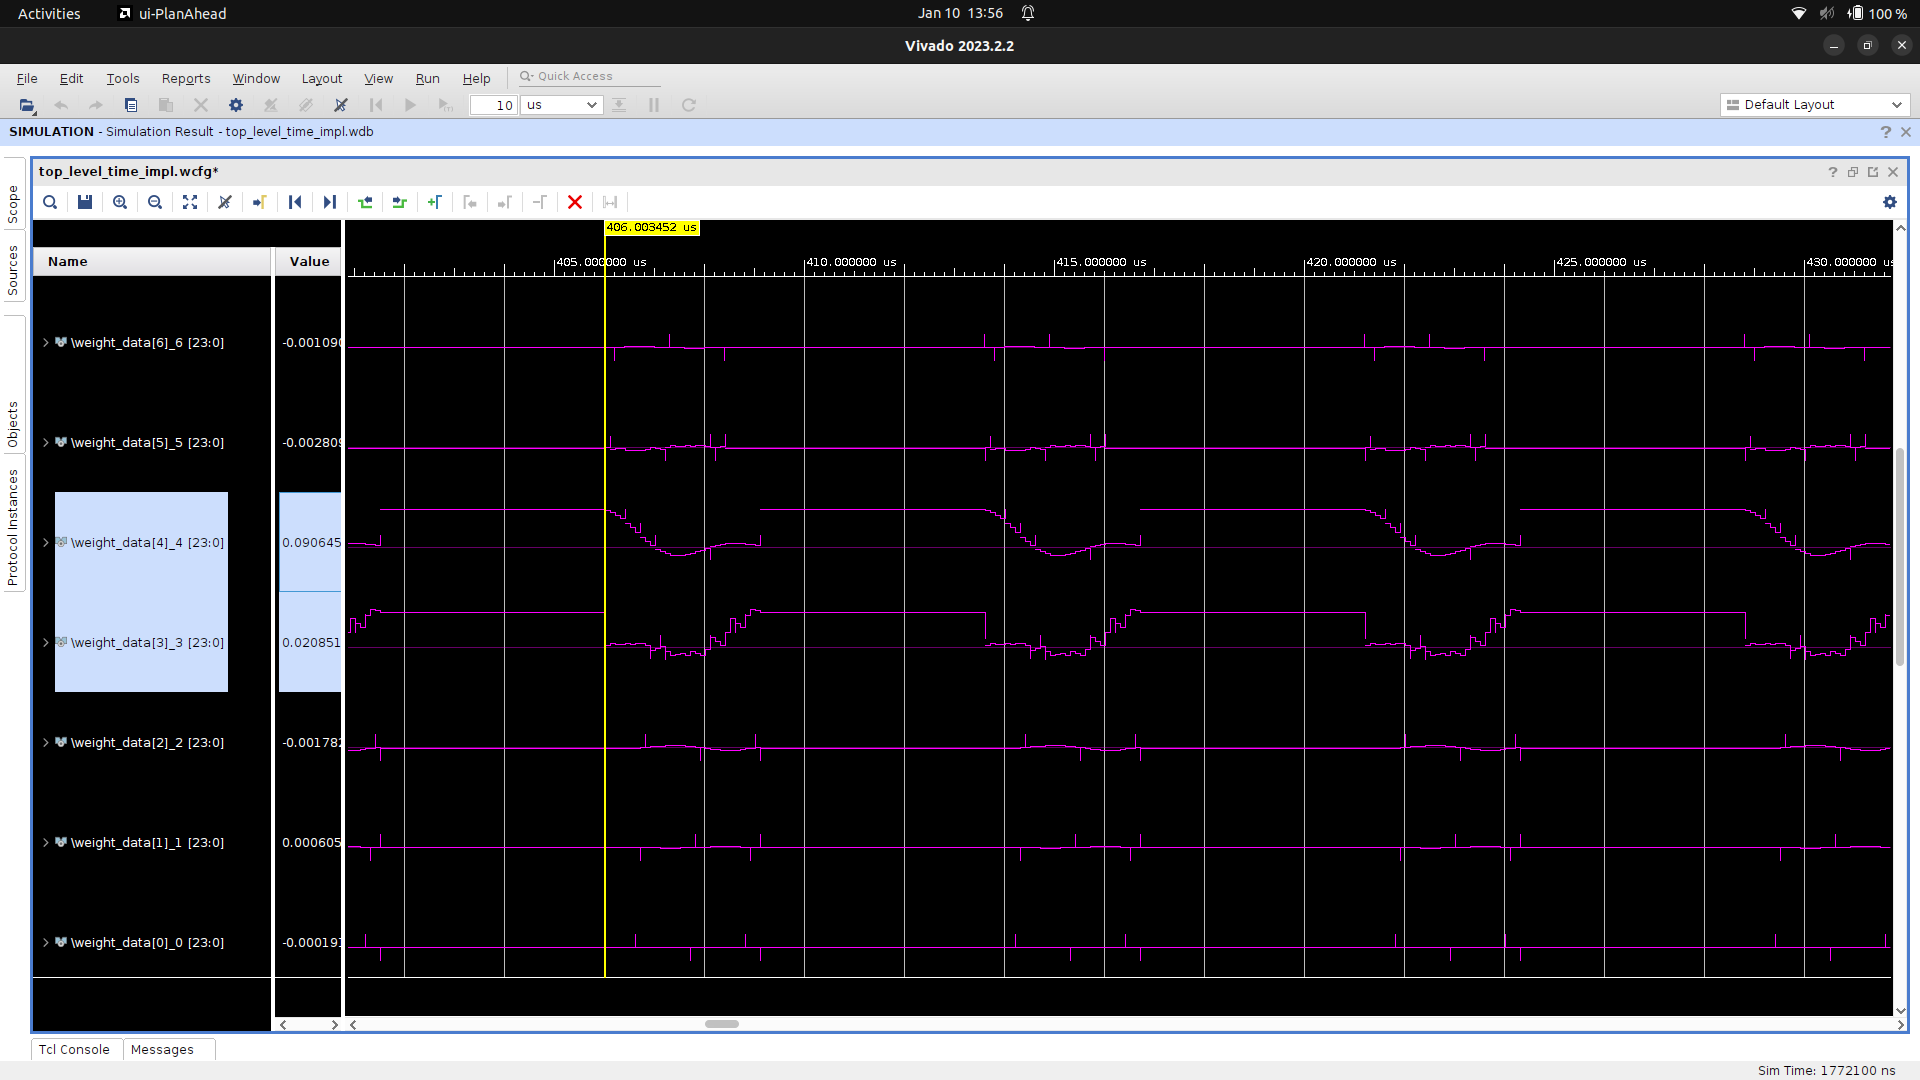 Activities ui-PlanAhead Jan 10 13:56 100 %
Vivado 2023.2.2
File Edit Tools Reports Window Layout View Run Help Quick Access
10 us Default Layout
SIMULATION - Simulation Result - top_level_time_impl.wdb
top_level_time_impl.wcfg*
Scope
Sources
Objects
Protocol Instances
406.003452 us
405.000000 us 410.000000 us 415.000000 us 420.000000 us 425.000000 us 430.000000 us
Name Value
\weight_data[6]_6 [23:0] -0.001090
\weight_data[5]_5 [23:0] -0.002809
\weight_data[4]_4 [23:0] 0.090645
\weight_data[3]_3 [23:0] 0.020851
\weight_data[2]_2 [23:0] -0.001782
\weight_data[1]_1 [23:0] 0.000605
\weight_data[0]_0 [23:0] -0.000191
Tcl Console Messages
Sim Time: 1772100 ns